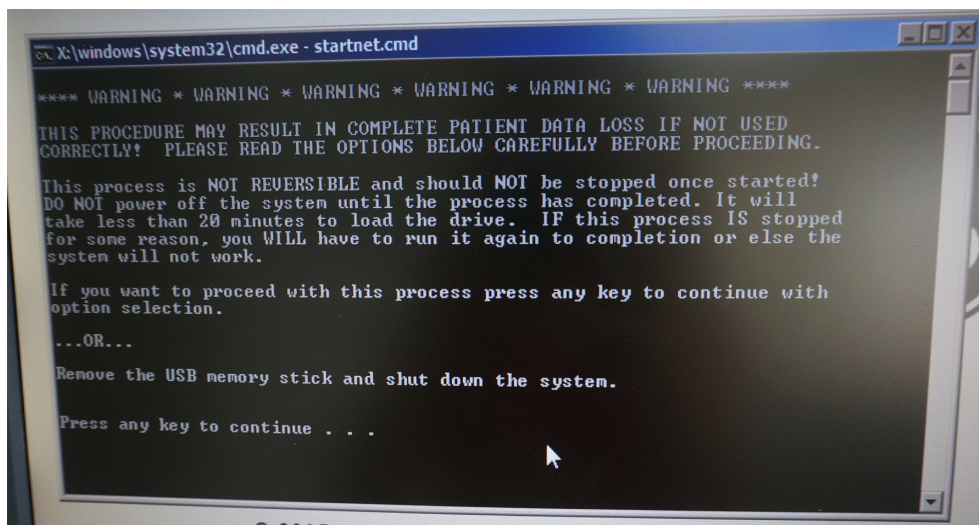 X:\windows\system32\cmd.exe - startnet.cmd
**** WARNING * WARNING * WARNING * WARNING * WARNING * WARNING ****
THIS PROCEDURE MAY RESULT IN COMPLETE PATIENT DATA LOSS IF NOT USED
CORRECTLY! PLEASE READ THE OPTIONS BELOW CAREFULLY BEFORE PROCEEDING.
This process is NOT REVERSIBLE and should NOT be stopped once started!
DO NOT power off the system until the process has completed. It will
take less than 20 minutes to load the drive. IF this process IS stopped
for some reason, you WILL have to run it again to completion or else the
system will not work.
If you want to proceed with this process press any key to continue with
option selection.
...OR...
Remove the USB memory stick and shut down the system.
Press any key to continue . . .